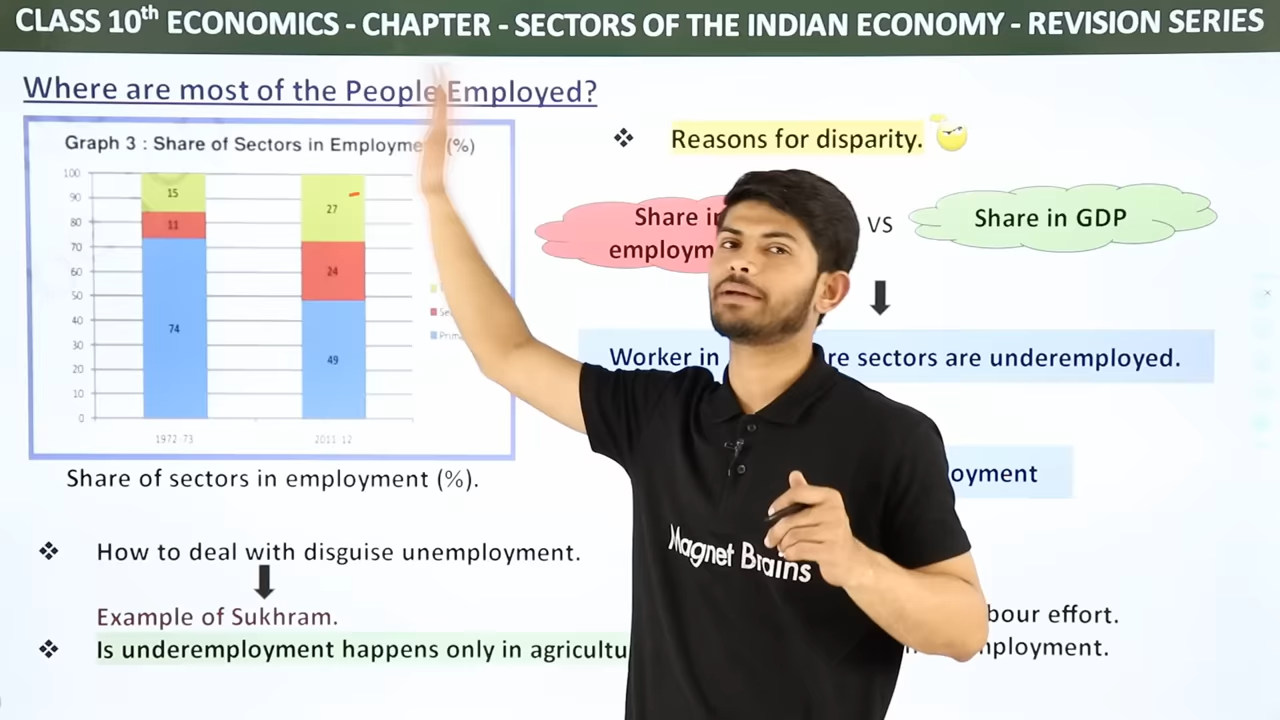 CLASS 10th ECONOMICS - CHAPTER - SECTORS OF THE INDIAN ECONOMY - REVISION SERIES
Where are most of the People Employed?
Graph 3 : Share of Sectors in Employme (%)
100
90
80
70
60
50
40
30
20
10
0
15
11
74
27
24
49
1972-73
2011-12
Share of sectors in employment (%).
❖ How to deal with disguise unemployment.
Example of Sukhram.
❖ Is underemployment happens only in agricultu
❖ Reasons for disparity.
Share in
employm
VS
Share in GDP
Worker in re sectors are underemployed.
oyment
bour effort.
mployment.
Magnet Brains